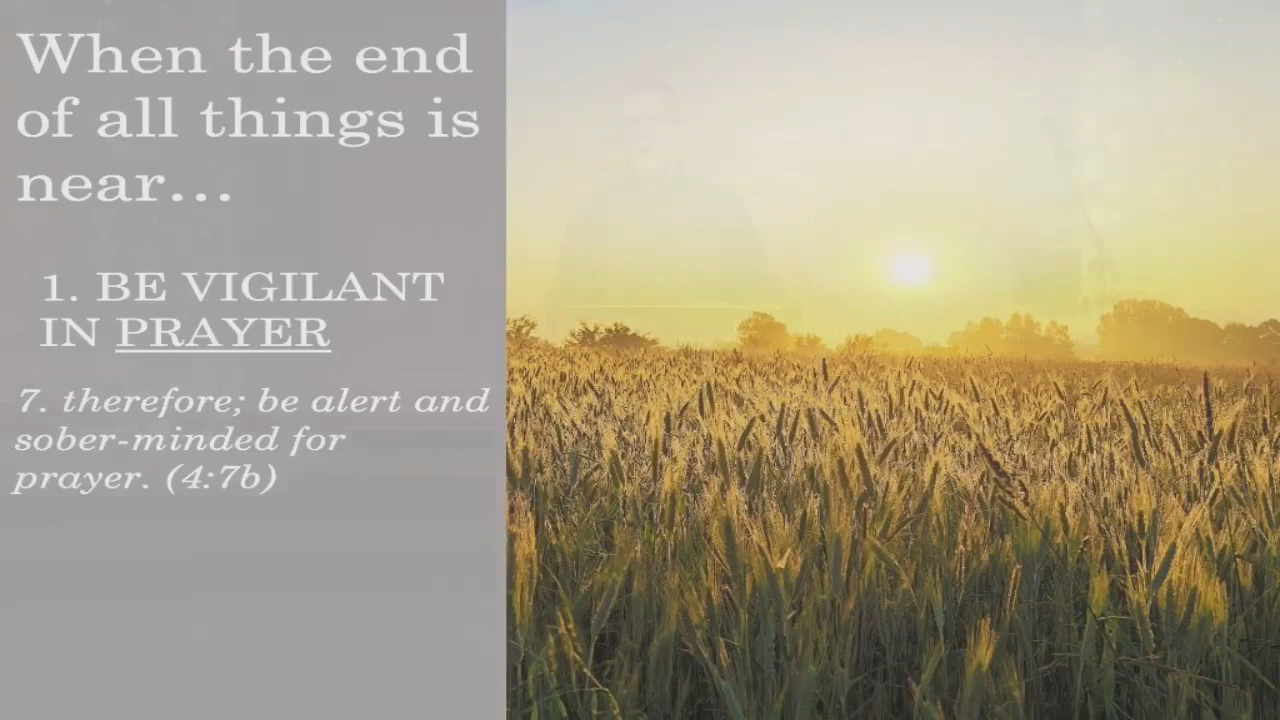 When the end
of all things is
near...
1. BE VIGILANT
IN PRAYER
7. therefore; be alert and
sober-minded for
prayer. (4:7b)